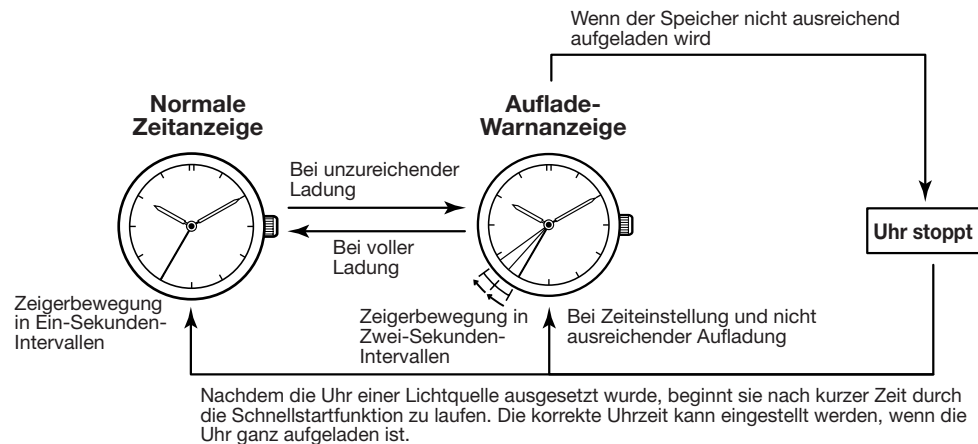 Wenn der Speicher nicht ausreichend
aufgeladen wird
Normale
Zeitanzeige
Auflade-
Warnanzeige
Bei unzureichender
Ladung
Bei voller
Ladung
Uhr stoppt
Zeigerbewegung
in Ein-Sekunden-
Intervallen
Zeigerbewegung in
Zwei-Sekunden-
Intervallen
Bei Zeiteinstellung und nicht
ausreichender Aufladung
Nachdem die Uhr einer Lichtquelle ausgesetzt wurde, beginnt sie nach kurzer Zeit durch
die Schnellstartfunktion zu laufen. Die korrekte Uhrzeit kann eingestellt werden, wenn die
Uhr ganz aufgeladen ist.